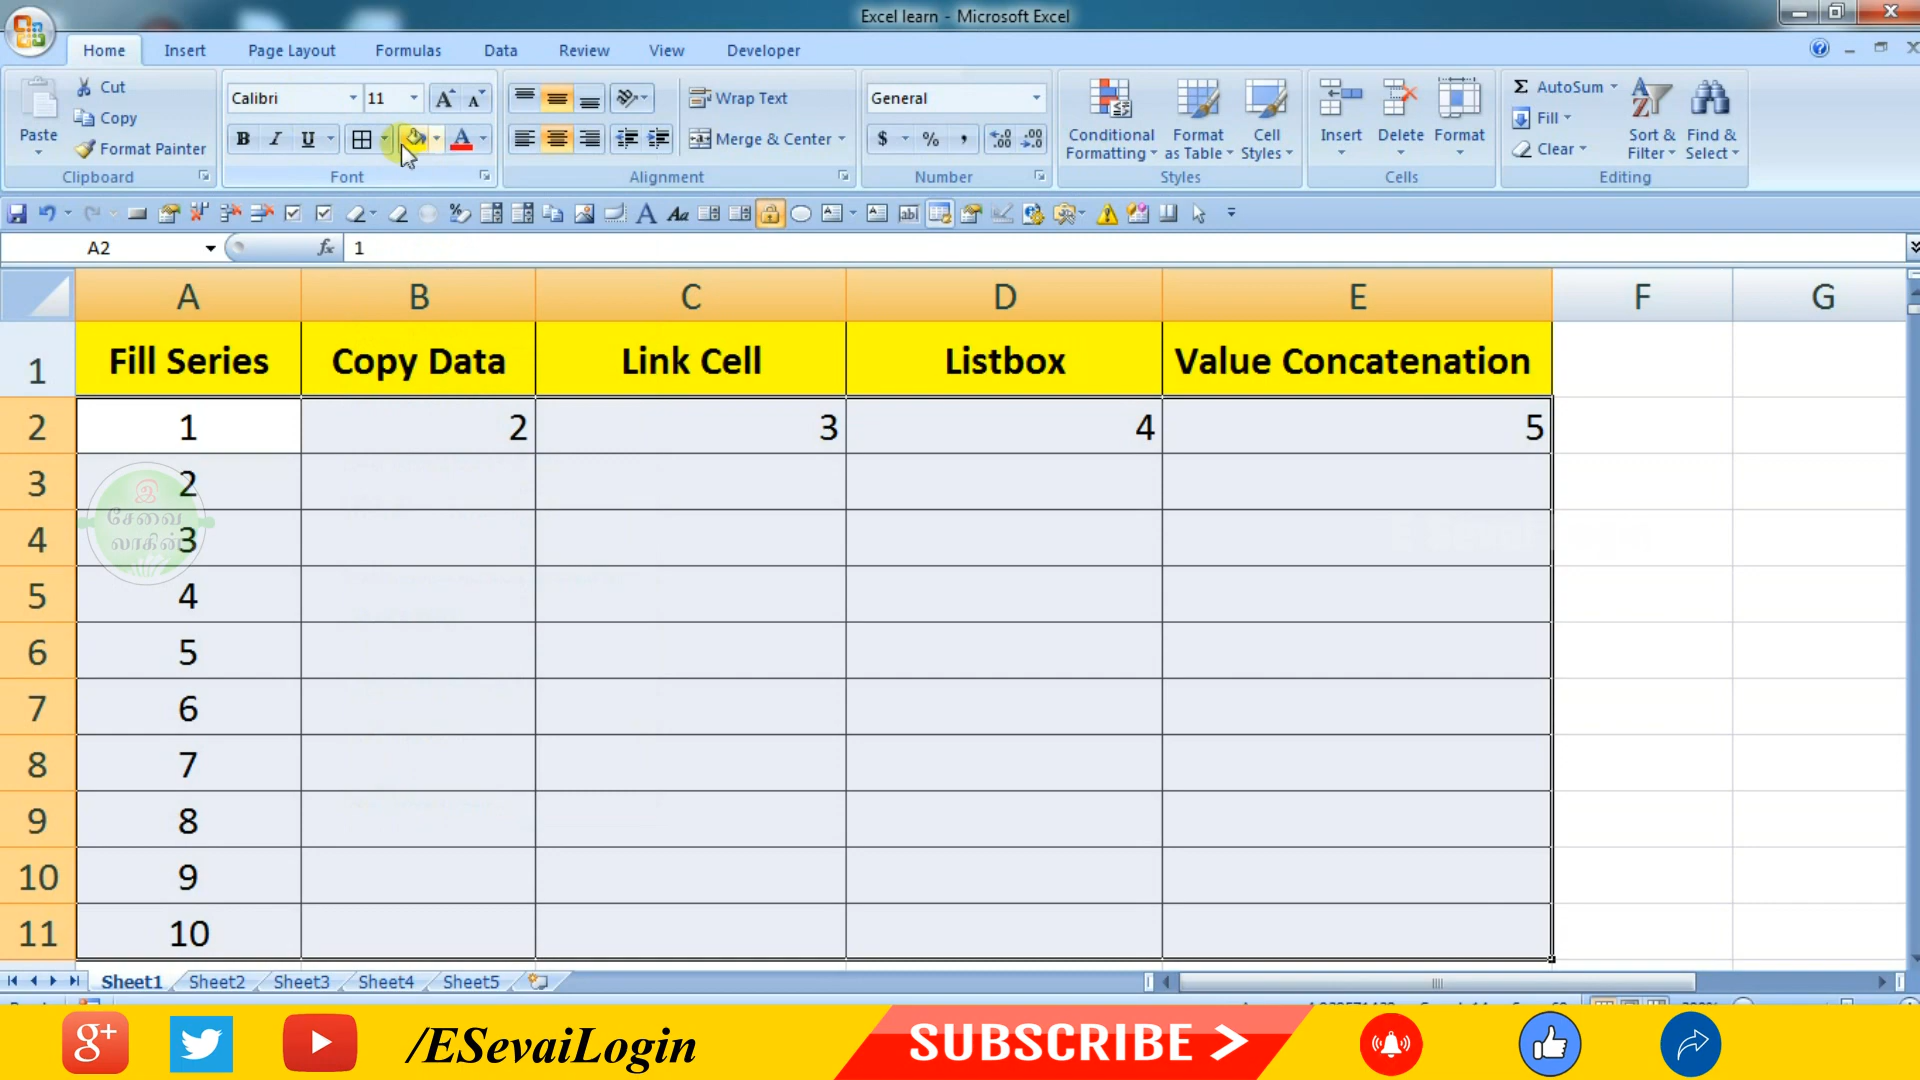 Excel learn - Microsoft Excel
Home Insert Page Layout Formulas Data Review View Developer
Cut
Copy
Format Painter
Paste
Clipboard
Calibri 11
B I U
Font
Wrap Text
Merge & Center
Alignment
General
$ % ,
Number
Conditional Formatting
Format as Table
Cell Styles
Styles
Insert
Delete
Format
Cells
Σ AutoSum
Fill
Clear
Sort & Filter
Find & Select
Editing
A2 fx 1
A B C D E F G
1 Fill Series Copy Data Link Cell Listbox Value Concatenation
2 1 2 3 4 5
3 2
4 3
5 4
6 5
7 6
8 7
9 8
10 9
11 10
இ
சேவை
லாகின்
Sheet1 Sheet2 Sheet3 Sheet4 Sheet5
g+ /ESevaiLogin SUBSCRIBE >